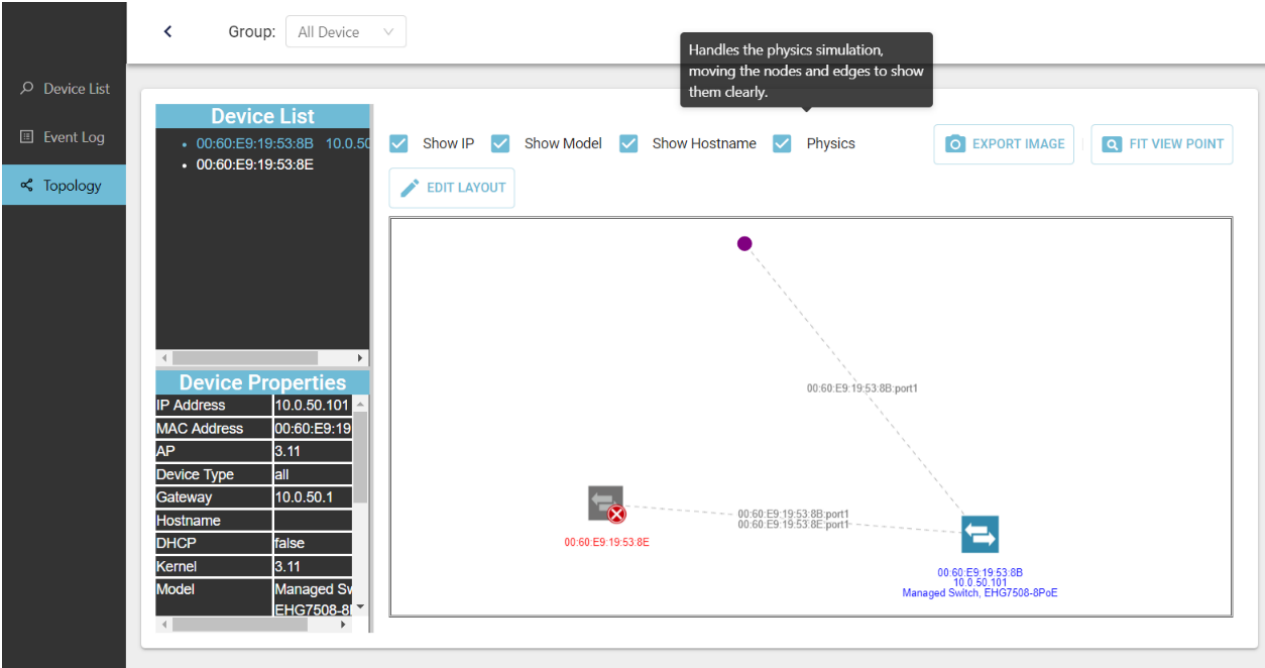 Group: All Device
Handles the physics simulation,
moving the nodes and edges to show
them clearly.
Device List
Event Log
Topology
Device List
00:60:E9:19:53:8B 10.0.50
00:60:E9:19:53:8E
Show IP Show Model Show Hostname Physics EXPORT IMAGE FIT VIEW POINT
EDIT LAYOUT
Device Properties
IP Address 10.0.50.101
MAC Address 00:60:E9:19
AP 3.11
Device Type all
Gateway 10.0.50.1
Hostname
DHCP false
Kernel 3.11
Model Managed Sw
EHG7508-8
00:60:E9:19:53:8B:port1
00:60:E9:19:53:8B:port1
00:60:E9:19:53:8E:port1
00:60:E9:19:53:8E
00:60:E9:19:53:8B
10.0.50.101
Managed Switch, EHG7508-8PoE